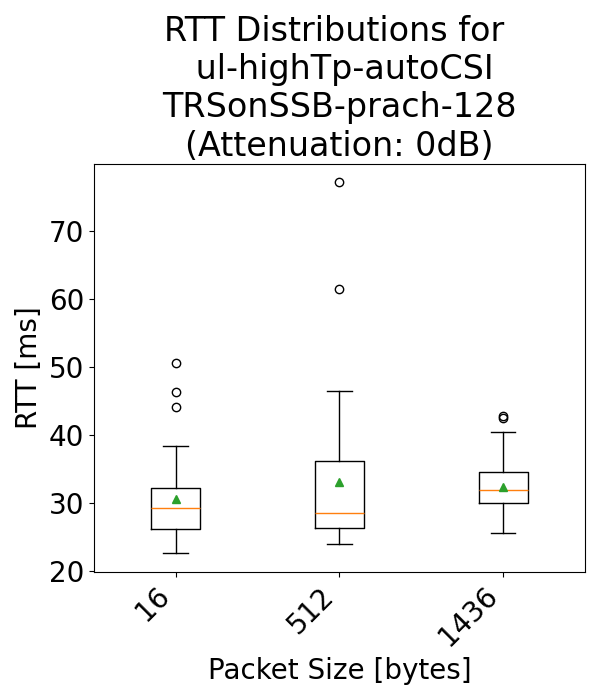 RTT Distributions for
ul-highTp-autoCSI
TRSonSSB-prach-128
(Attenuation: 0dB)
70
60
50
40
30
20
RTT [ms]
16
512
1436
Packet Size [bytes]